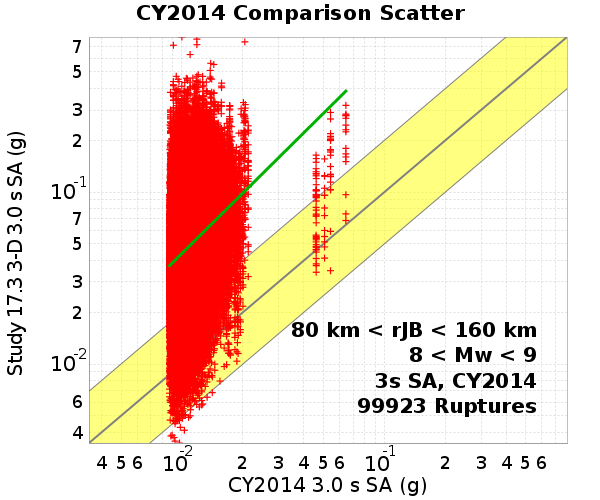 CY2014 Comparison Scatter
Study 17.3 3-D 3.0 s SA (g)
7
5
3
2
10-1
7
5
3
2
10-2
6
4
80 km < rJB < 160 km
8 < Mw < 9
3s SA, CY2014
99923 Ruptures
4 5 6 10-2 2 3 4 5 6 10-1 2 3 4 5 6
CY2014 3.0 s SA (g)